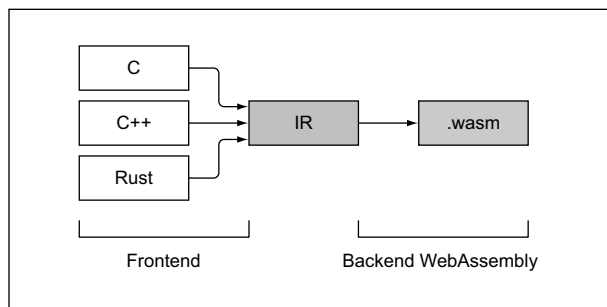 C
C++
IR
.wasm
Rust
Frontend
Backend WebAssembly